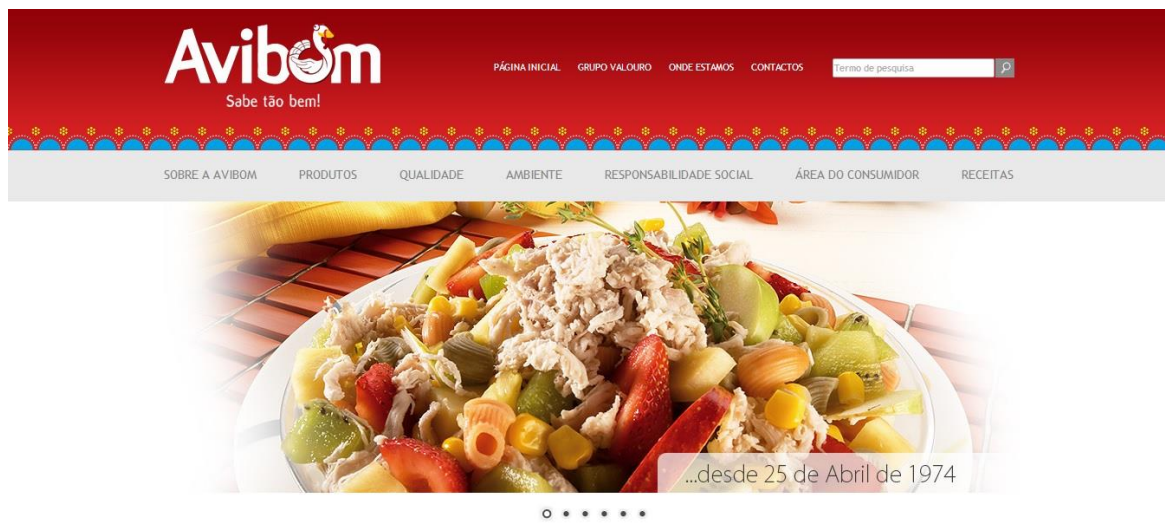 Avibom
Sabe tão bem!
PÁGINA INICIAL GRUPO VALOURO ONDE ESTAMOS CONTACTOS Termo de pesquisa
SOBRE A AVIBOM PRODUTOS QUALIDADE AMBIENTE RESPONSABILIDADE SOCIAL ÁREA DO CONSUMIDOR RECEITAS
...desde 25 de Abril de 1974